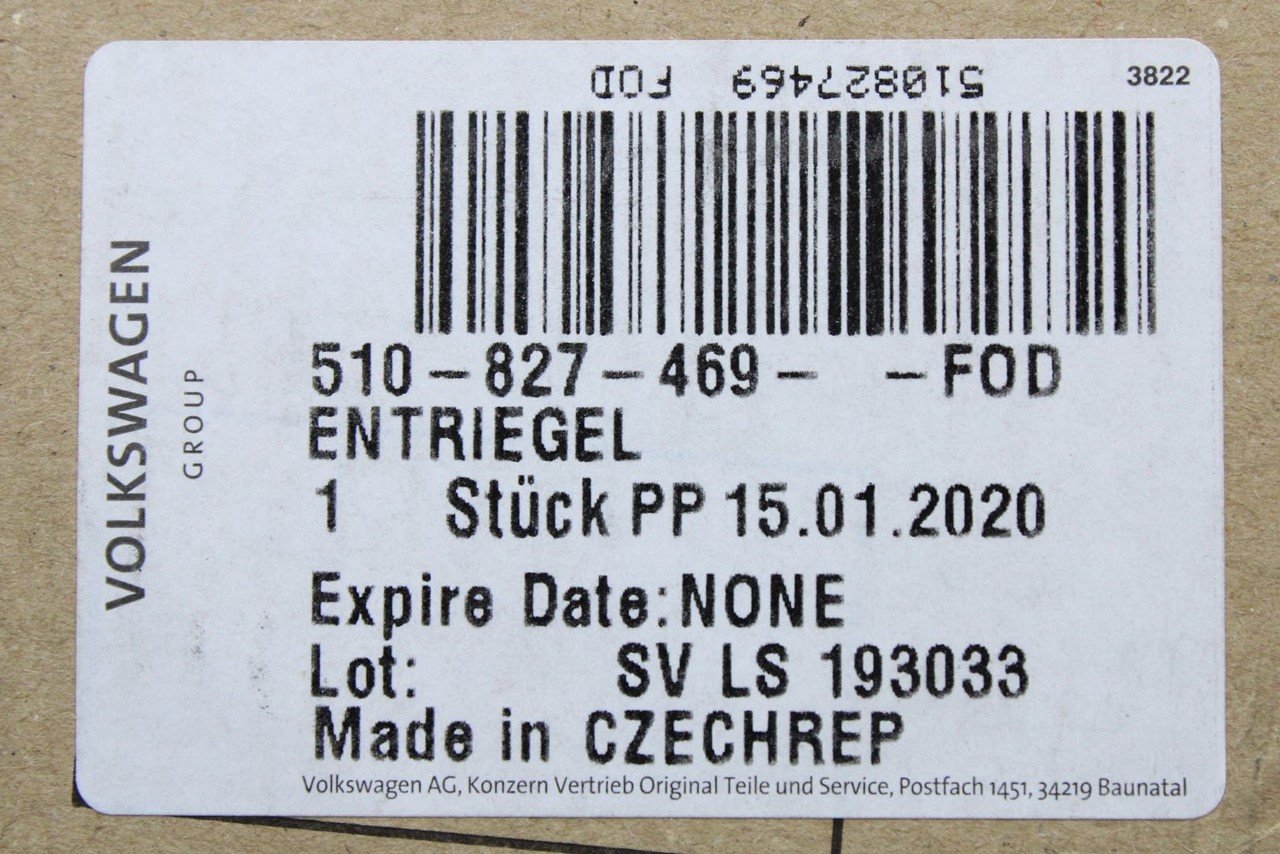 510827469 FOD
3822
510-827-469- -FOD
ENTRIEGEL
1 Stück PP 15.01.2020
Expire Date:NONE
Lot: SV LS 193033
Made in CZECHREP
Volkswagen AG, Konzern Vertrieb Original Teile und Service, Postfach 1451, 34219 Baunatal
VOLKSWAGEN
GROUP